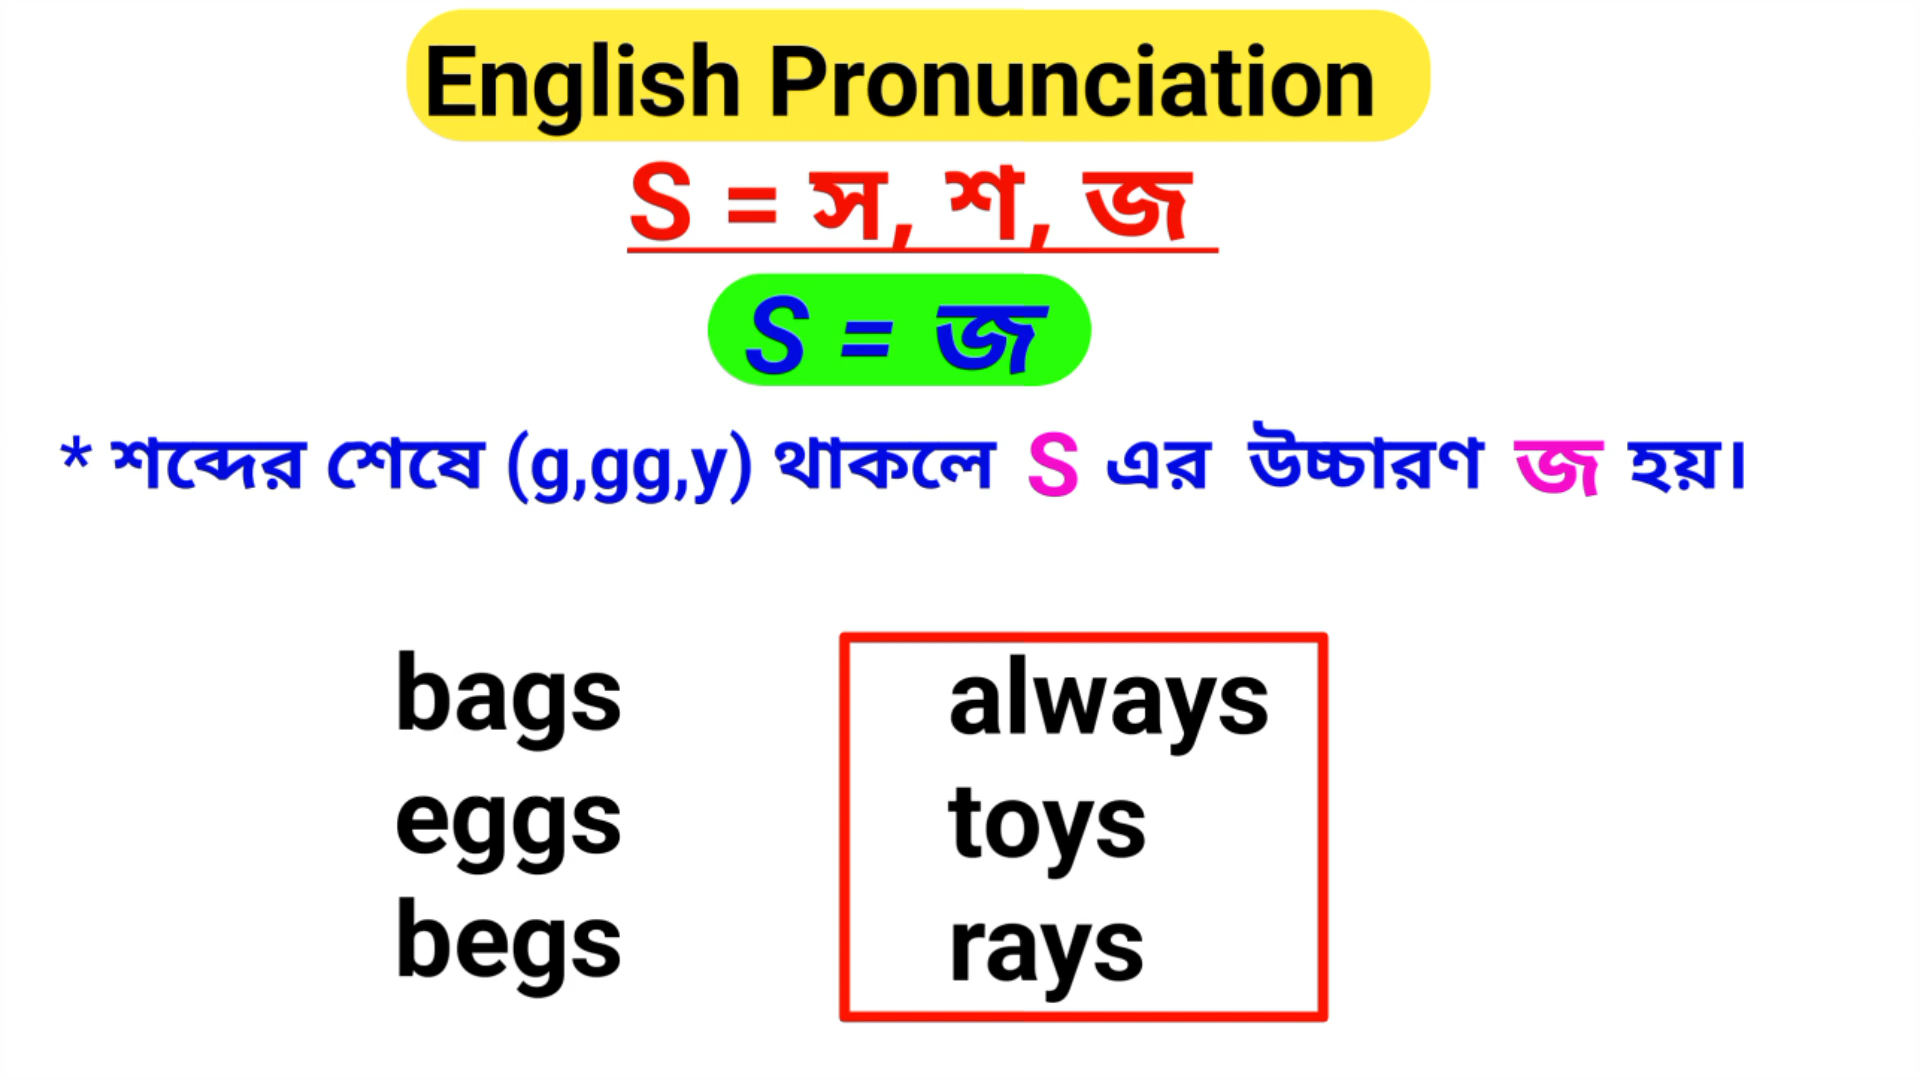 English Pronunciation
S = স, শ, জ
S = জ
* শব্দের শেষে (g,gg,y) থাকলে S এর উচ্চারণ জ হয়।
bags always
eggs toys
begs rays